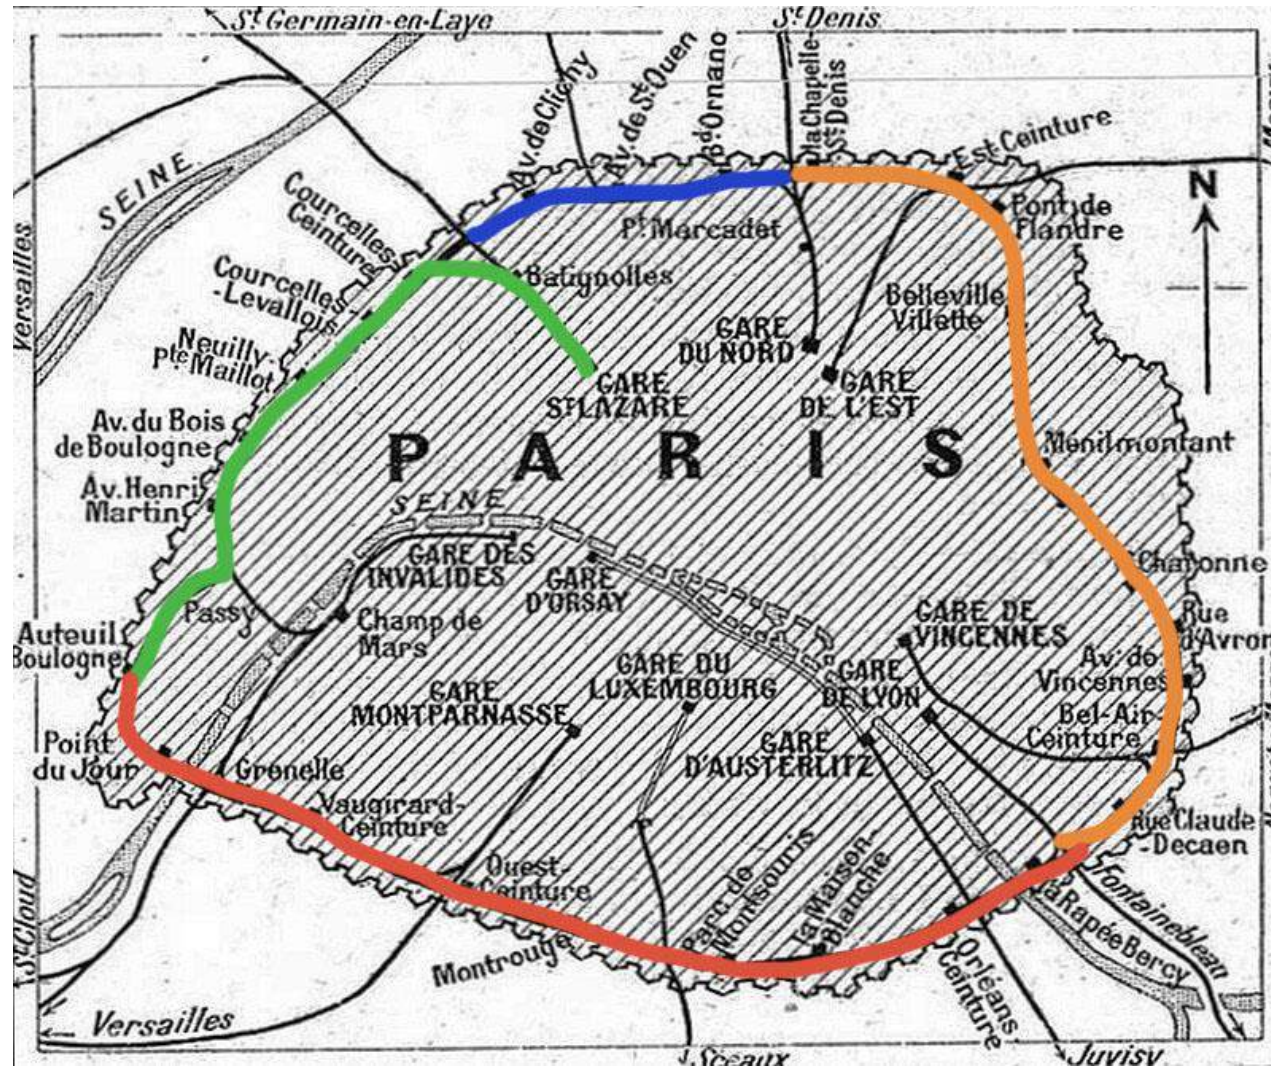 St Germain-en-Laye
St Denis
Av. de Clichy
Av. de St Ouen
Bd Ornano
la Chapelle-
St Denis
Est Ceinture
SEINE
Courcelles
Ceinture
N
Pont de
Flandre
Versailles
Pt Marcadet
Courcelles-
-Levallois
Batignolles
Belleville
Villette
Neuilly-
pte Maillot
GARE
DU NORD
GARE
ST LAZARE
GARE
DE L'EST
Av. du Bois
de Boulogne
PARIS
Ménilmontant
Av. Henri
Martin
SEINE
GARE DES
INVALIDES
GARE
D'ORSAY
Charonne
Passy
Champ de
Mars
GARE DE
VINCENNES
Rue
d'Avron
Auteuil
Boulogne
GARE DU
LUXEMBOURG
GARE
DE LYON
Av. de
Vincennes
GARE
MONTPARNASSE
Bel-Air-
Ceinture
Point
du Jour
Grenelle
GARE
D'AUSTERLITZ
Vaugirard-
Ceinture
Rue Claude
-Decaen
Ouest-
Ceinture
Parc de
Montsouris
la Maison-
Blanche
St Cloud
Montrouge
la Rapée Bercy
Fontainebleau
Orléans
Ceinture
Versailles
Sceaux
Juvisy